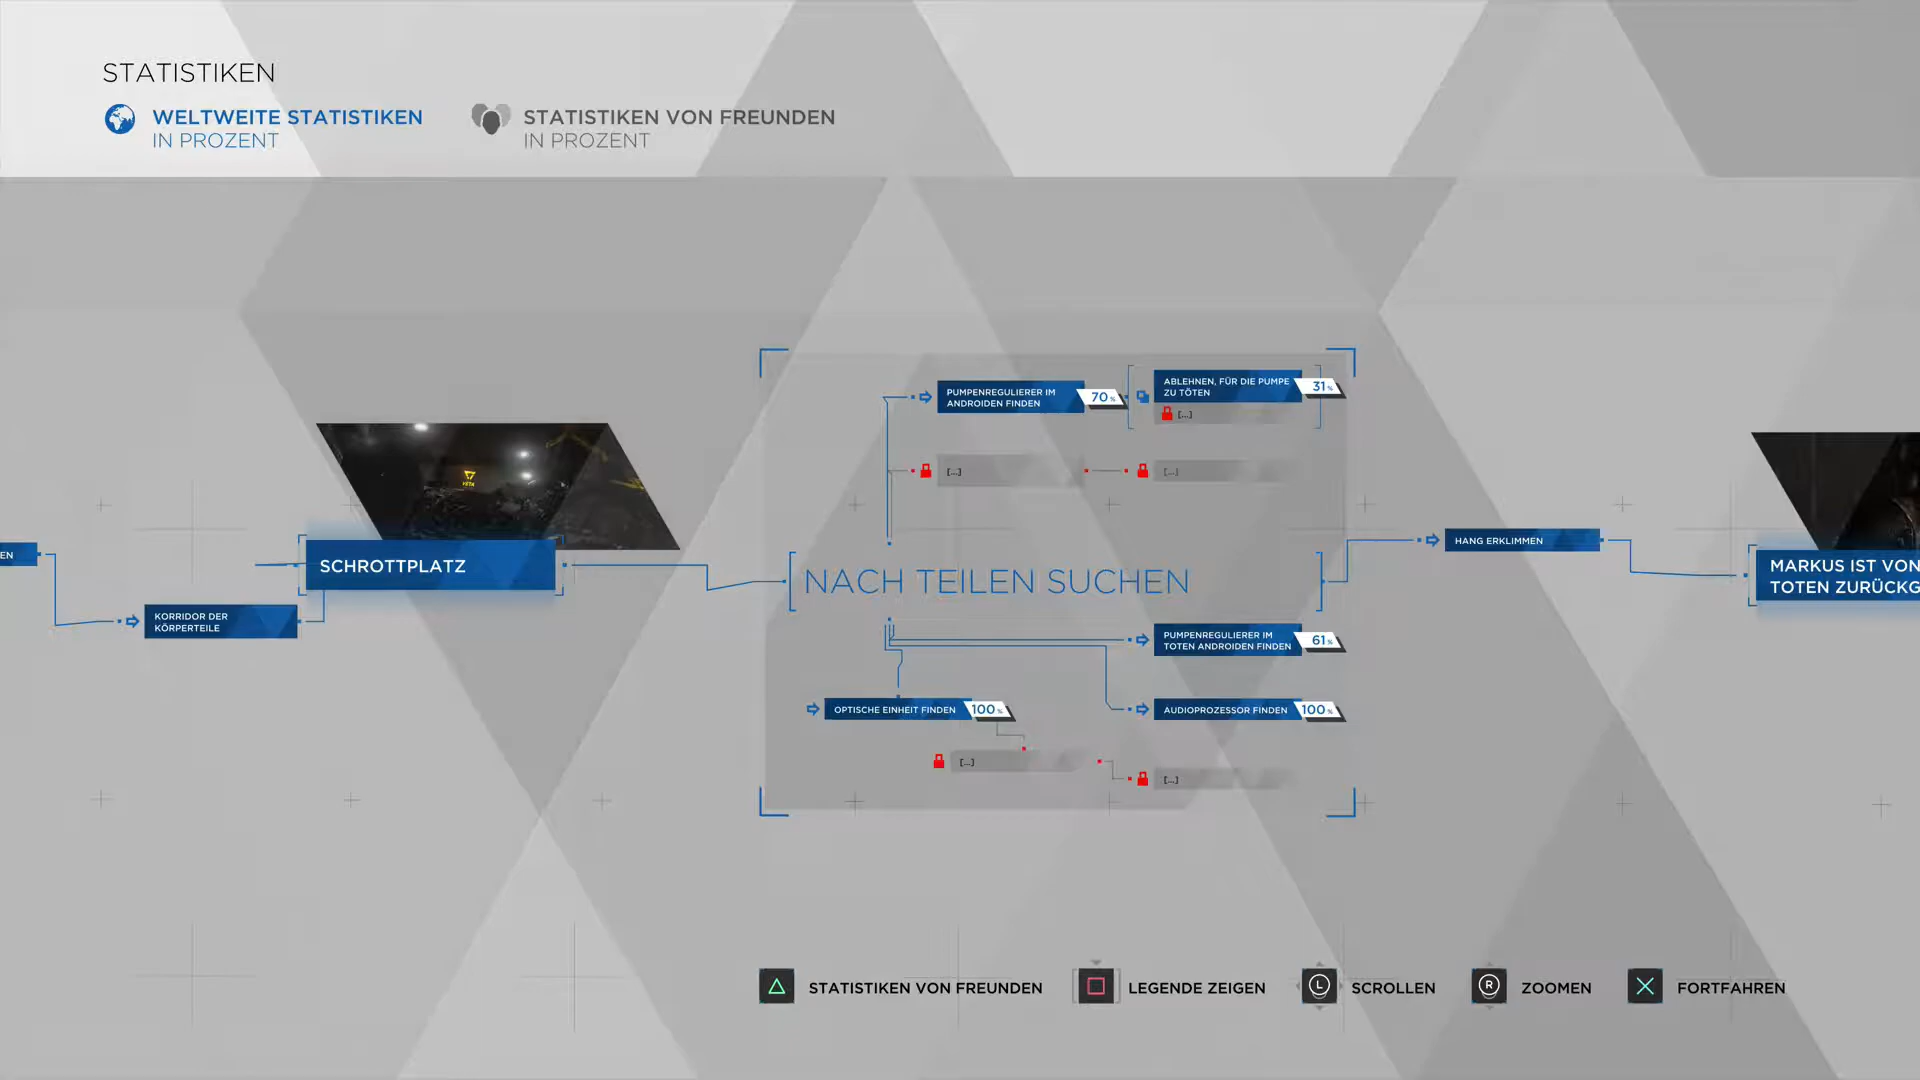 STATISTIKEN
WELTWEITE STATISTIKEN
IN PROZENT
STATISTIKEN VON FREUNDEN
IN PROZENT
PUMPENREGULIERER IM
ANDROIDEN FINDEN
70%
ABLEHNEN, FÜR DIE PUMPE
ZU TÖTEN
31%
[...]
[...]
[...]
EN
SCHROTTPLATZ
KORRIDOR DER
KÖRPERTEILE
NACH TEILEN SUCHEN
HANG ERKLIMMEN
MARKUS IST VON
TOTEN ZURÜCKG
PUMPENREGULIERER IM
TOTEN ANDROIDEN FINDEN
61%
OPTISCHE EINHEIT FINDEN
100%
AUDIOPROZESSOR FINDEN
100%
[...]
[...]
STATISTIKEN VON FREUNDEN
LEGENDE ZEIGEN
L
SCROLLEN
R
ZOOMEN
FORTFAHREN